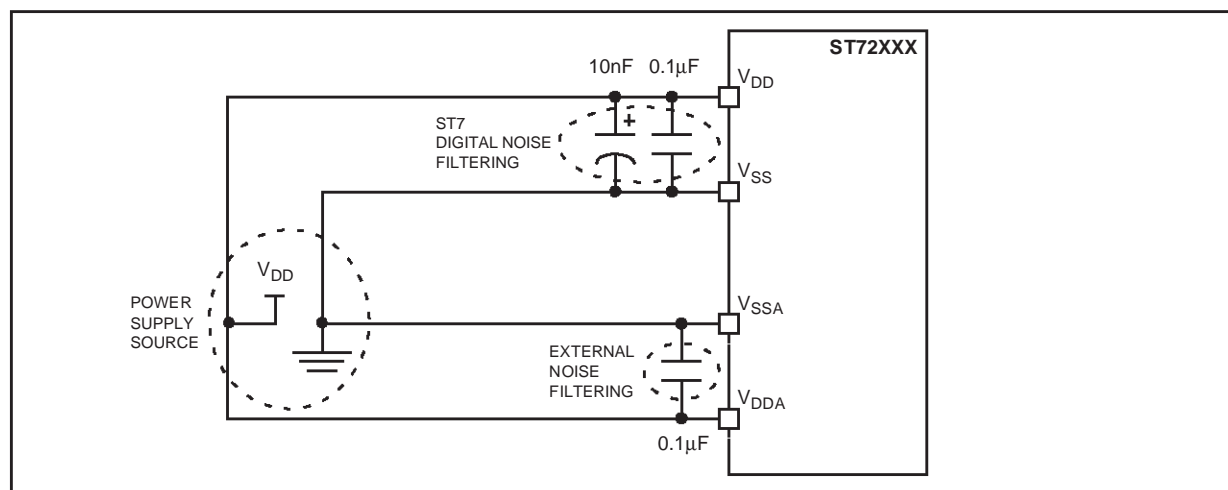 ST72XXX
10nF 0.1μF
VDD
+
ST7
DIGITAL NOISE
FILTERING
VSS
VDD
POWER
SUPPLY
SOURCE
VSSA
EXTERNAL
NOISE
FILTERING
VDDA
0.1μF